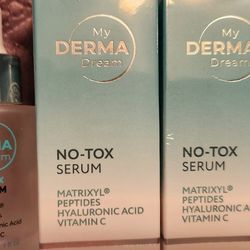 My
DERMA
Dream
NO-TOX
SERUM
MATRIXYL®
PEPTIDES
HYALURONIC ACID
VITAMIN C
My
DERMA
Dream
NO-TOX
SERUM
MATRIXYL®
PEPTIDES
HYALURONIC ACID
VITAMIN C